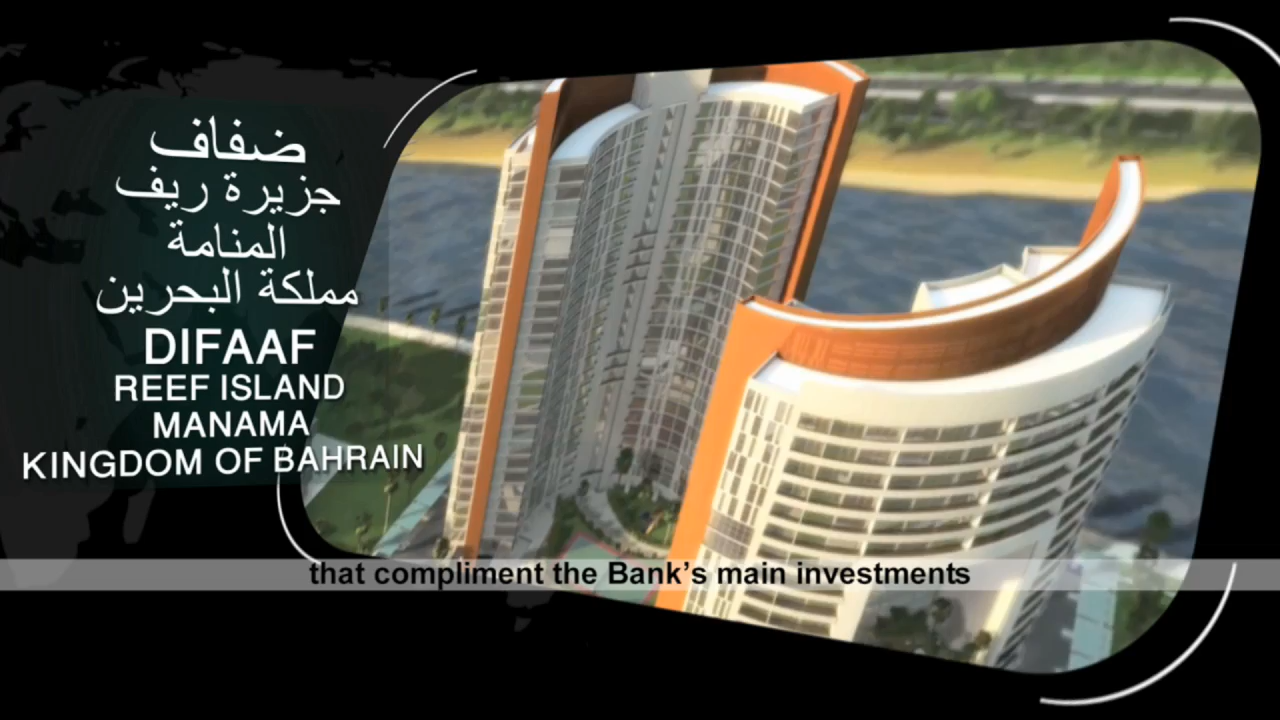 ضفاف
جزيرة ريف
المنامة
مملكة البحرين
DIFAAF
REEF ISLAND
MANAMA
KINGDOM OF BAHRAIN
that compliment the Bank's main investments